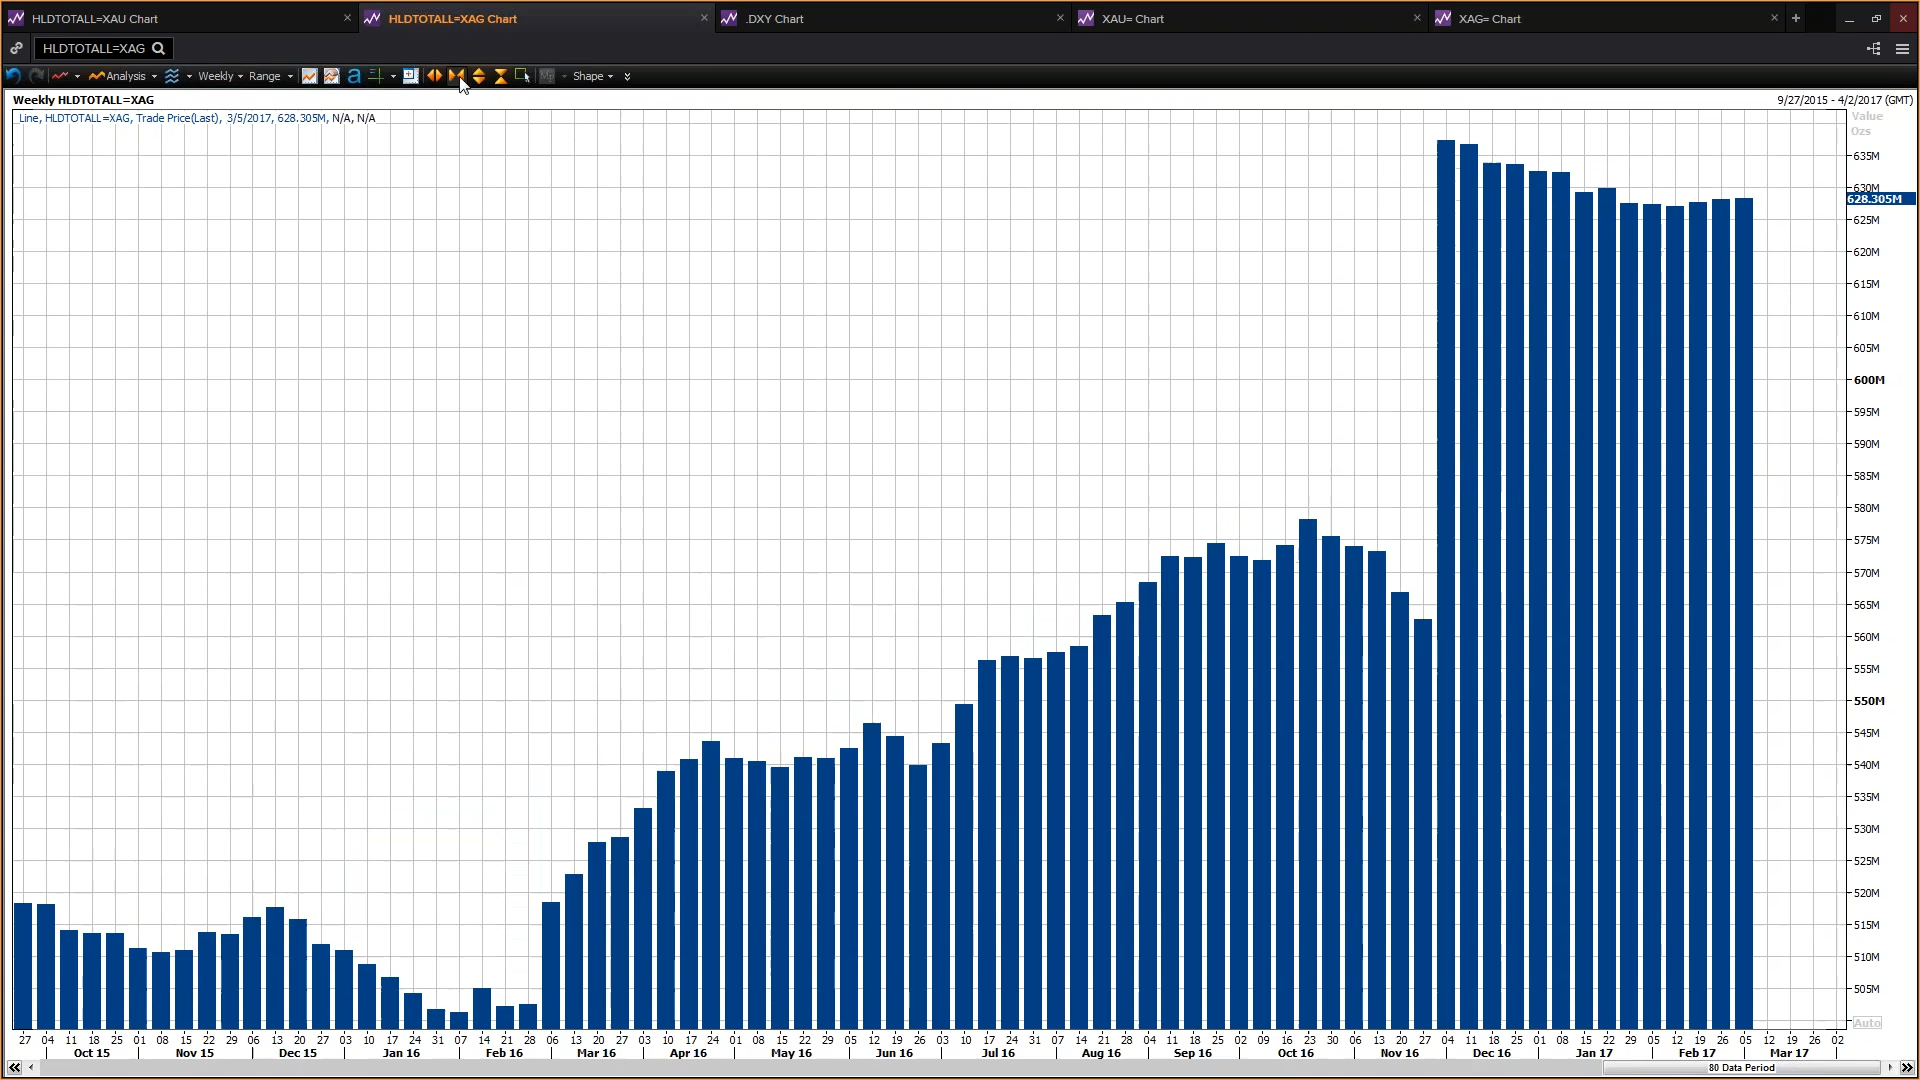 HLDTOTALL=XAU Chart HLDTOTALL=XAG Chart .DXY Chart XAU= Chart XAG= Chart
HLDTOTALL=XAG
Analysis Weekly Range a Shape
Weekly HLDTOTALL=XAG 9/27/2015 - 4/2/2017 (GMT)
Line, HLDTOTALL=XAG, Trade Price(Last), 3/5/2017, 628.305M, N/A, N/A
Value
Ozs
635M
630M
628.305M
625M
620M
615M
610M
605M
600M
595M
590M
585M
580M
575M
570M
565M
560M
555M
550M
545M
540M
535M
530M
525M
520M
515M
510M
505M
Auto
27 04 11 18 25 01 08 15 22 29 06 13 20 27 03 10 17 24 31 07 14 21 28 06 13 20 27 03 10 17 24 01 08 15 22 29 05 12 19 26 03 10 17 24 31 07 14 21 28 04 11 18 25 02 09 16 23 30 06 13 20 27 04 11 18 25 01 08 15 22 29 05 12 19 26 05 12 19 26 02
Oct 15 Nov 15 Dec 15 Jan 16 Feb 16 Mar 16 Apr 16 May 16 Jun 16 Jul 16 Aug 16 Sep 16 Oct 16 Nov 16 Dec 16 Jan 17 Feb 17 Mar 17
80 Data Period